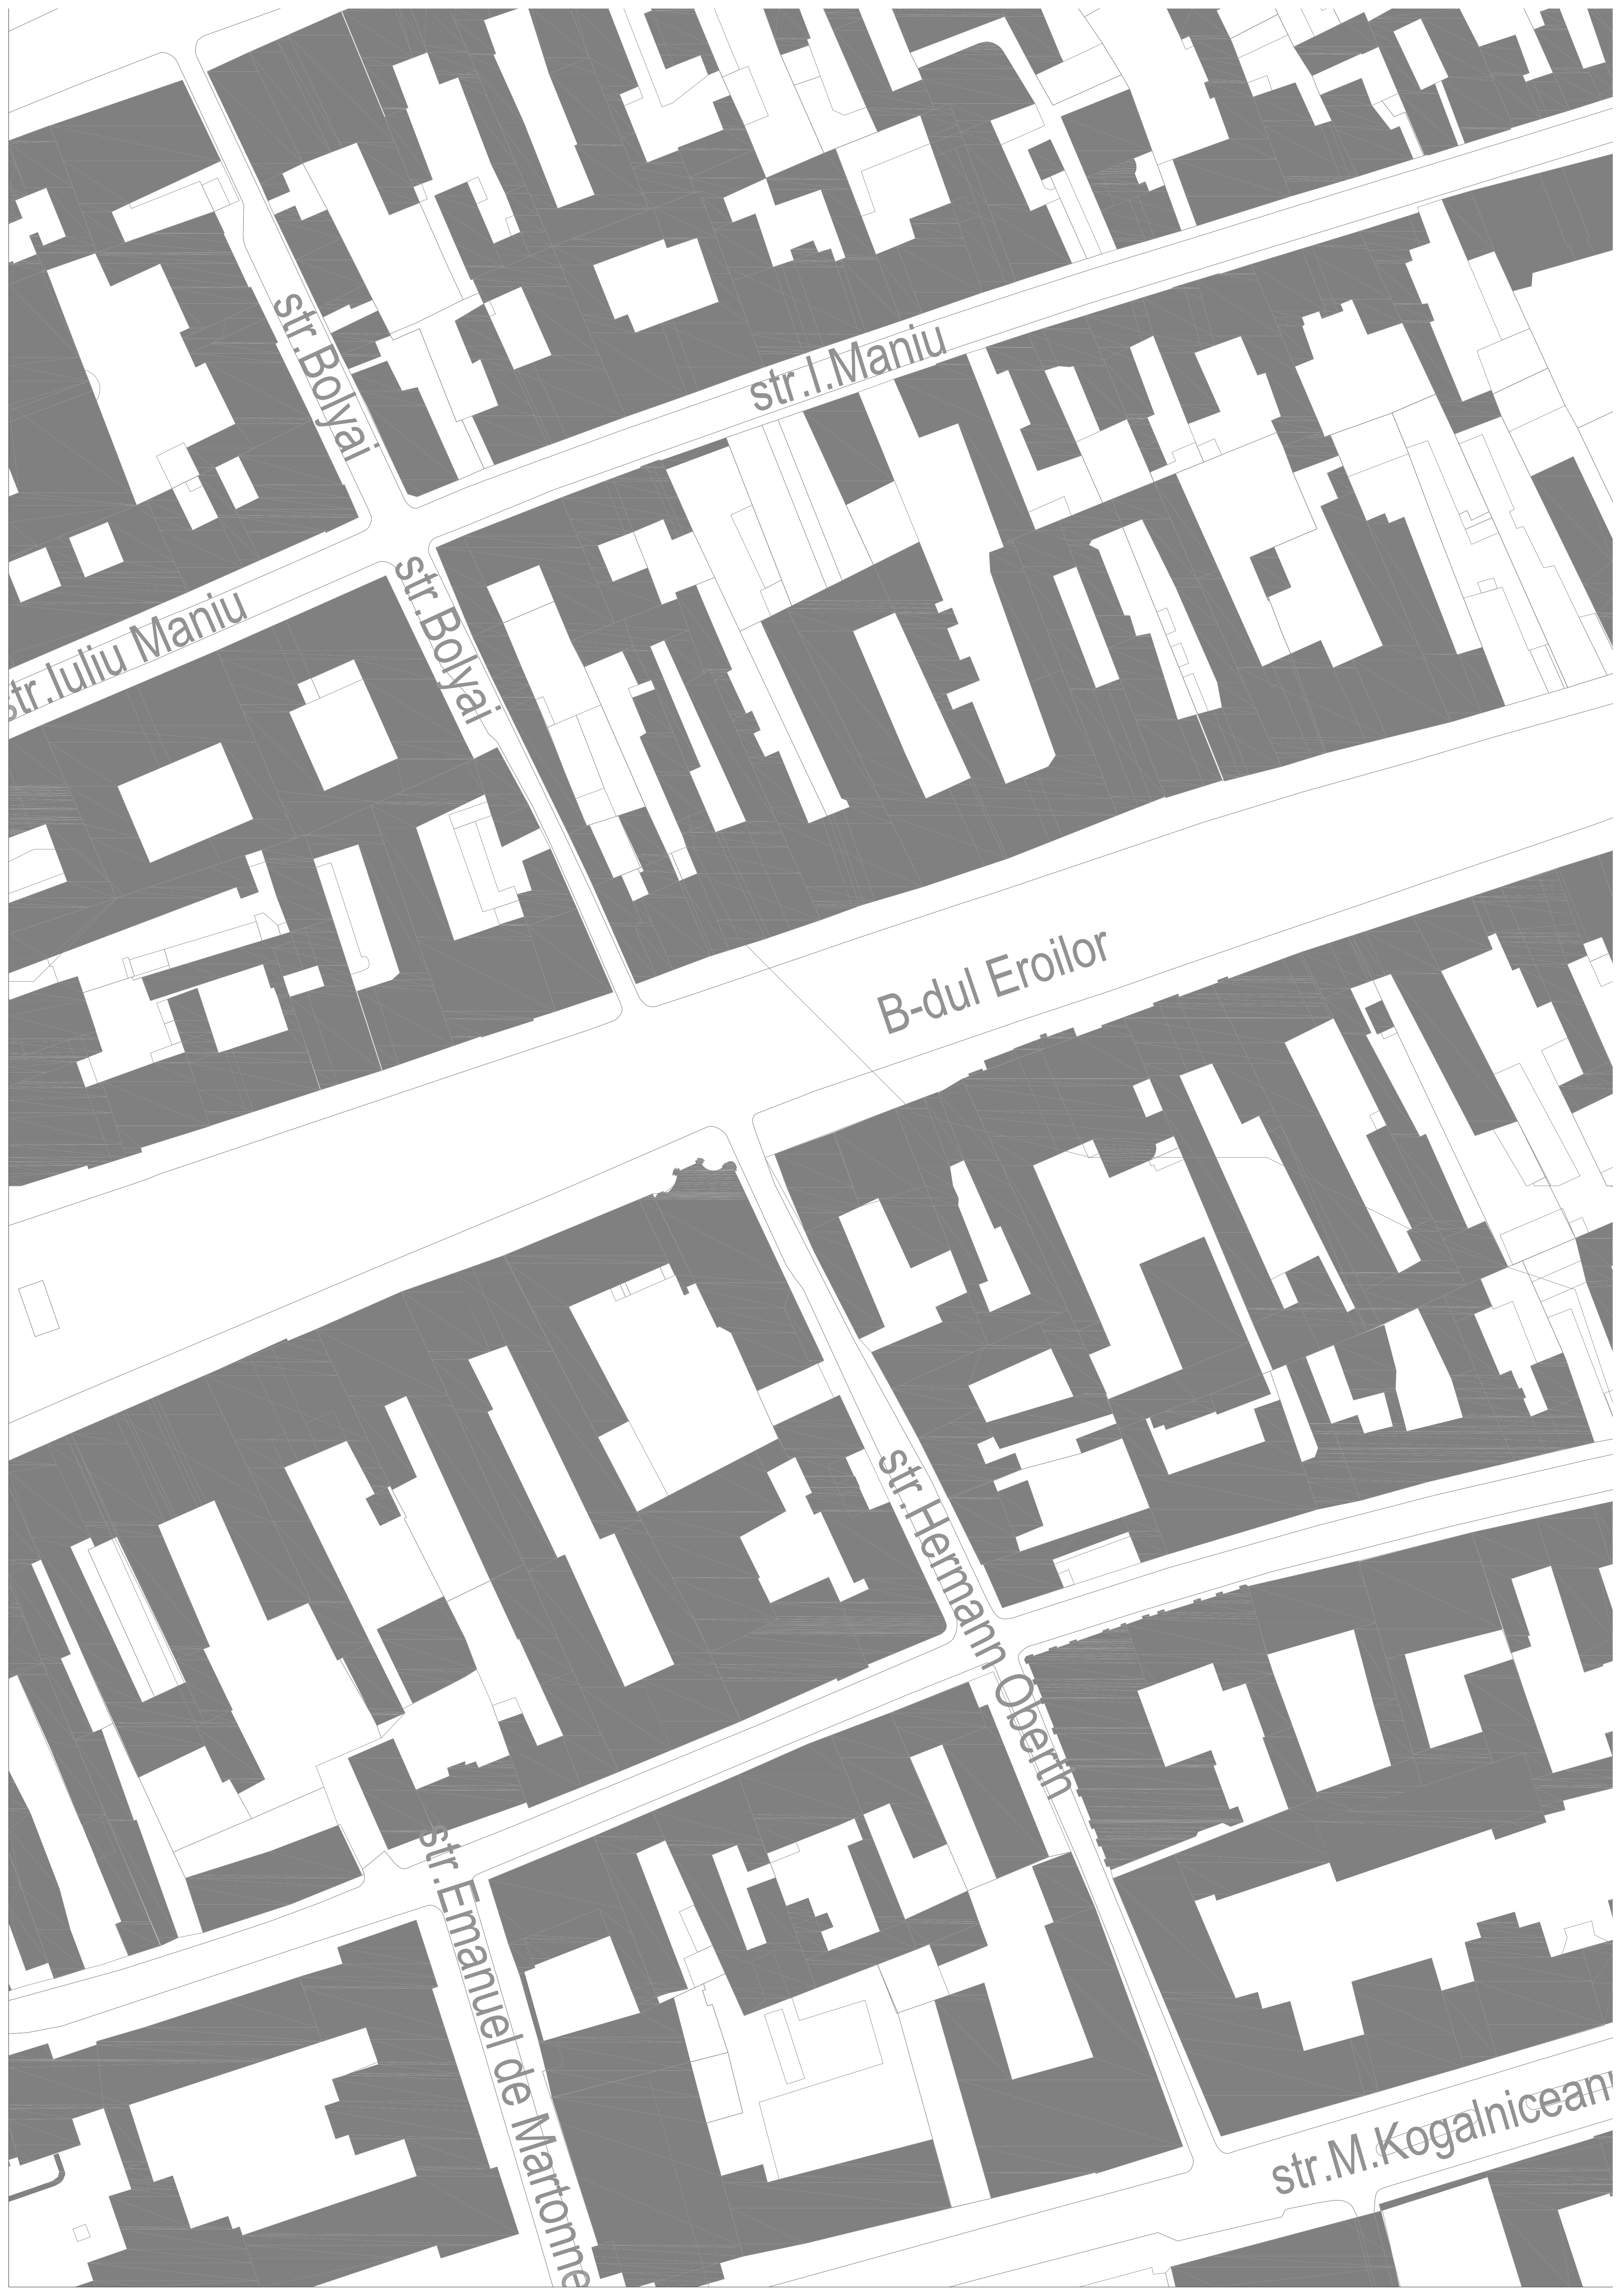 str.Bolyai
str.I.Maniu
str.Bolyai
str.Iuliu Maniu
B-dul Eroilor
str.Hermann Oberth
str.Emanuel de Martonne
str.M.Kogalniceanu